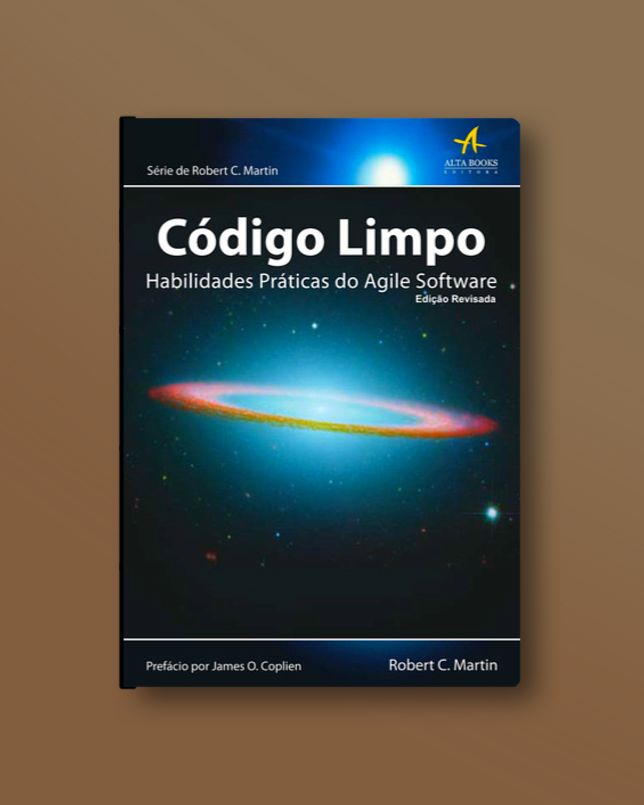 Série de Robert C. Martin
ALTA BOOKS
EDITORA
Código Limpo
Habilidades Práticas do Agile Software
Edição Revisada
Prefácio por James O. Coplien
Robert C. Martin